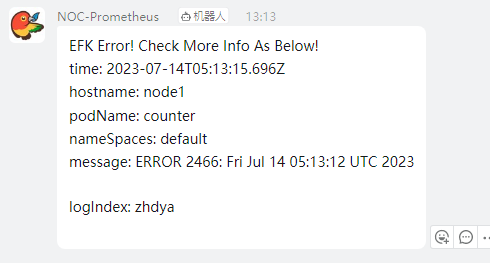 NOC-Prometheus 机器人 13:13
EFK Error! Check More Info As Below!
time: 2023-07-14T05:13:15.696Z
hostname: node1
podName: counter
nameSpaces: default
message: ERROR 2466: Fri Jul 14 05:13:12 UTC 2023
logIndex: zhdya